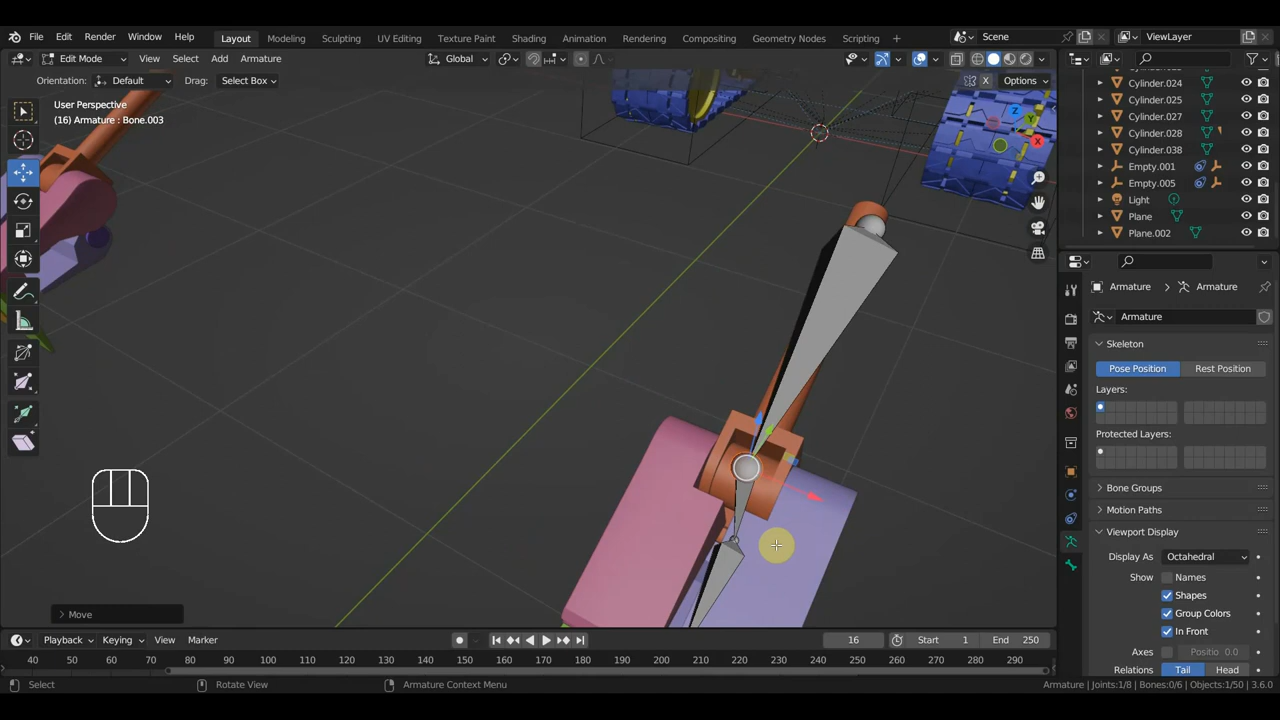 File Edit Render Window Help Layout Modeling Sculpting UV Editing Texture Paint Shading Animation Rendering Compositing Geometry Nodes Scripting + Scene ViewLayer
Edit Mode View Select Add Armature Global
Orientation: Default Drag: Select Box X Options
User Perspective
(16) Armature : Bone.003
Z
Y
X
Cylinder.024
Cylinder.025
Cylinder.027
Cylinder.028
Cylinder.038
Empty.001
Empty.005
Light
Plane
Plane.002
Armature > Armature
Armature
Skeleton
Pose Position Rest Position
Layers:
Protected Layers:
Bone Groups
Motion Paths
Viewport Display
Display As Octahedral
Show Names
Shapes
Group Colors
In Front
Axes Positio 0.0
Relations Tail Head
> Move
Playback Keying View Marker 16 Start 1 End 250
40 50 60 70 80 90 100 110 120 130 140 150 160 170 180 190 200 210 220 230 240 250 260 270 280 290
Select Rotate View Armature Context Menu Armature | Joints:1/8 | Bones:0/6 | Objects:1/50 | 3.6.0